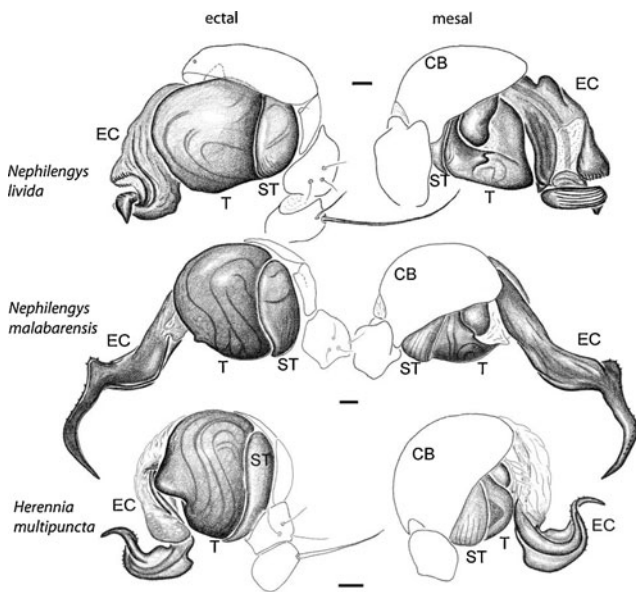 ectal mesal
CB
EC EC
Nephilengys
livida
ST ST
T T
CB
Nephilengys
malabarensis
EC EC
T ST ST T
CB
ST
Herennia
multipuncta
EC EC
T ST T